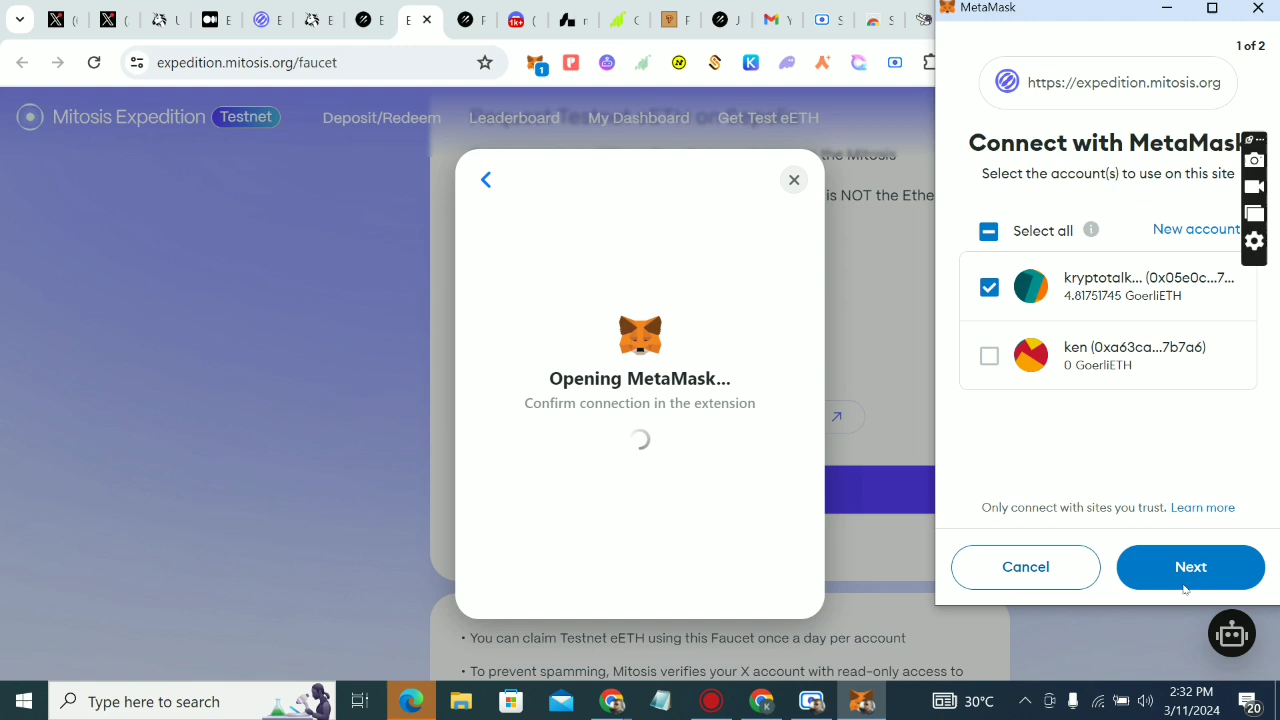 MetaMask
1 of 2
expedition.mitosis.org/faucet
https://expedition.mitosis.org
Mitosis Expedition Testnet
Deposit/Redeem
Leaderboard
My Dashboard
Get Test eETH
the Mitosis
is NOT the Ethe
Opening MetaMask...
Confirm connection in the extension
Connect with MetaMask
Select the account(s) to use on this site
Select all
New account
kryptotalk... (0x05e0c...7...
4.81751745 GoerliETH
ken (0xa63ca...7b7a6)
0 GoerliETH
Only connect with sites you trust. Learn more
Cancel
Next
• You can claim Testnet eETH using this Faucet once a day per account
• To prevent spamming, Mitosis verifies your X account with read-only access to
Type here to search
30°C
2:32 PM
3/11/2024
20